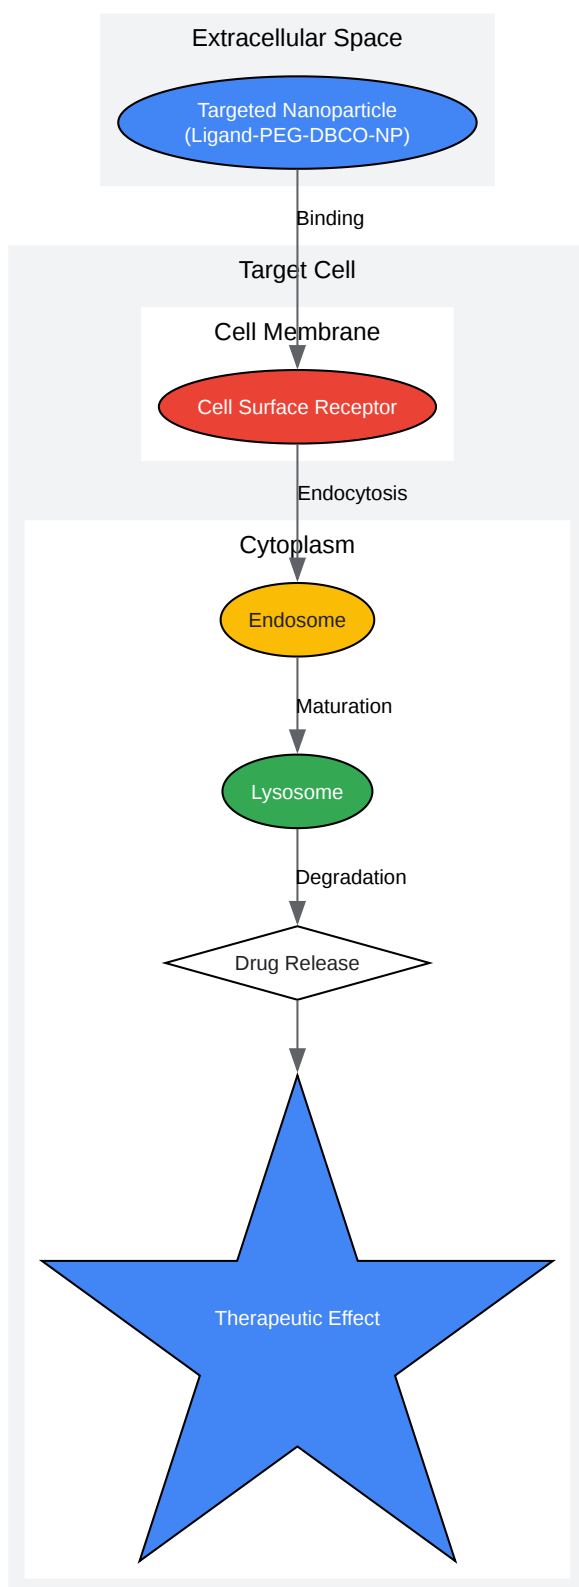 Extracellular Space
Targeted Nanoparticle
(Ligand-PEG-DBCO-NP)
Binding
Target Cell
Cell Membrane
Cell Surface Receptor
Endocytosis
Cytoplasm
Endosome
Maturation
Lysosome
Degradation
Drug Release
Therapeutic Effect